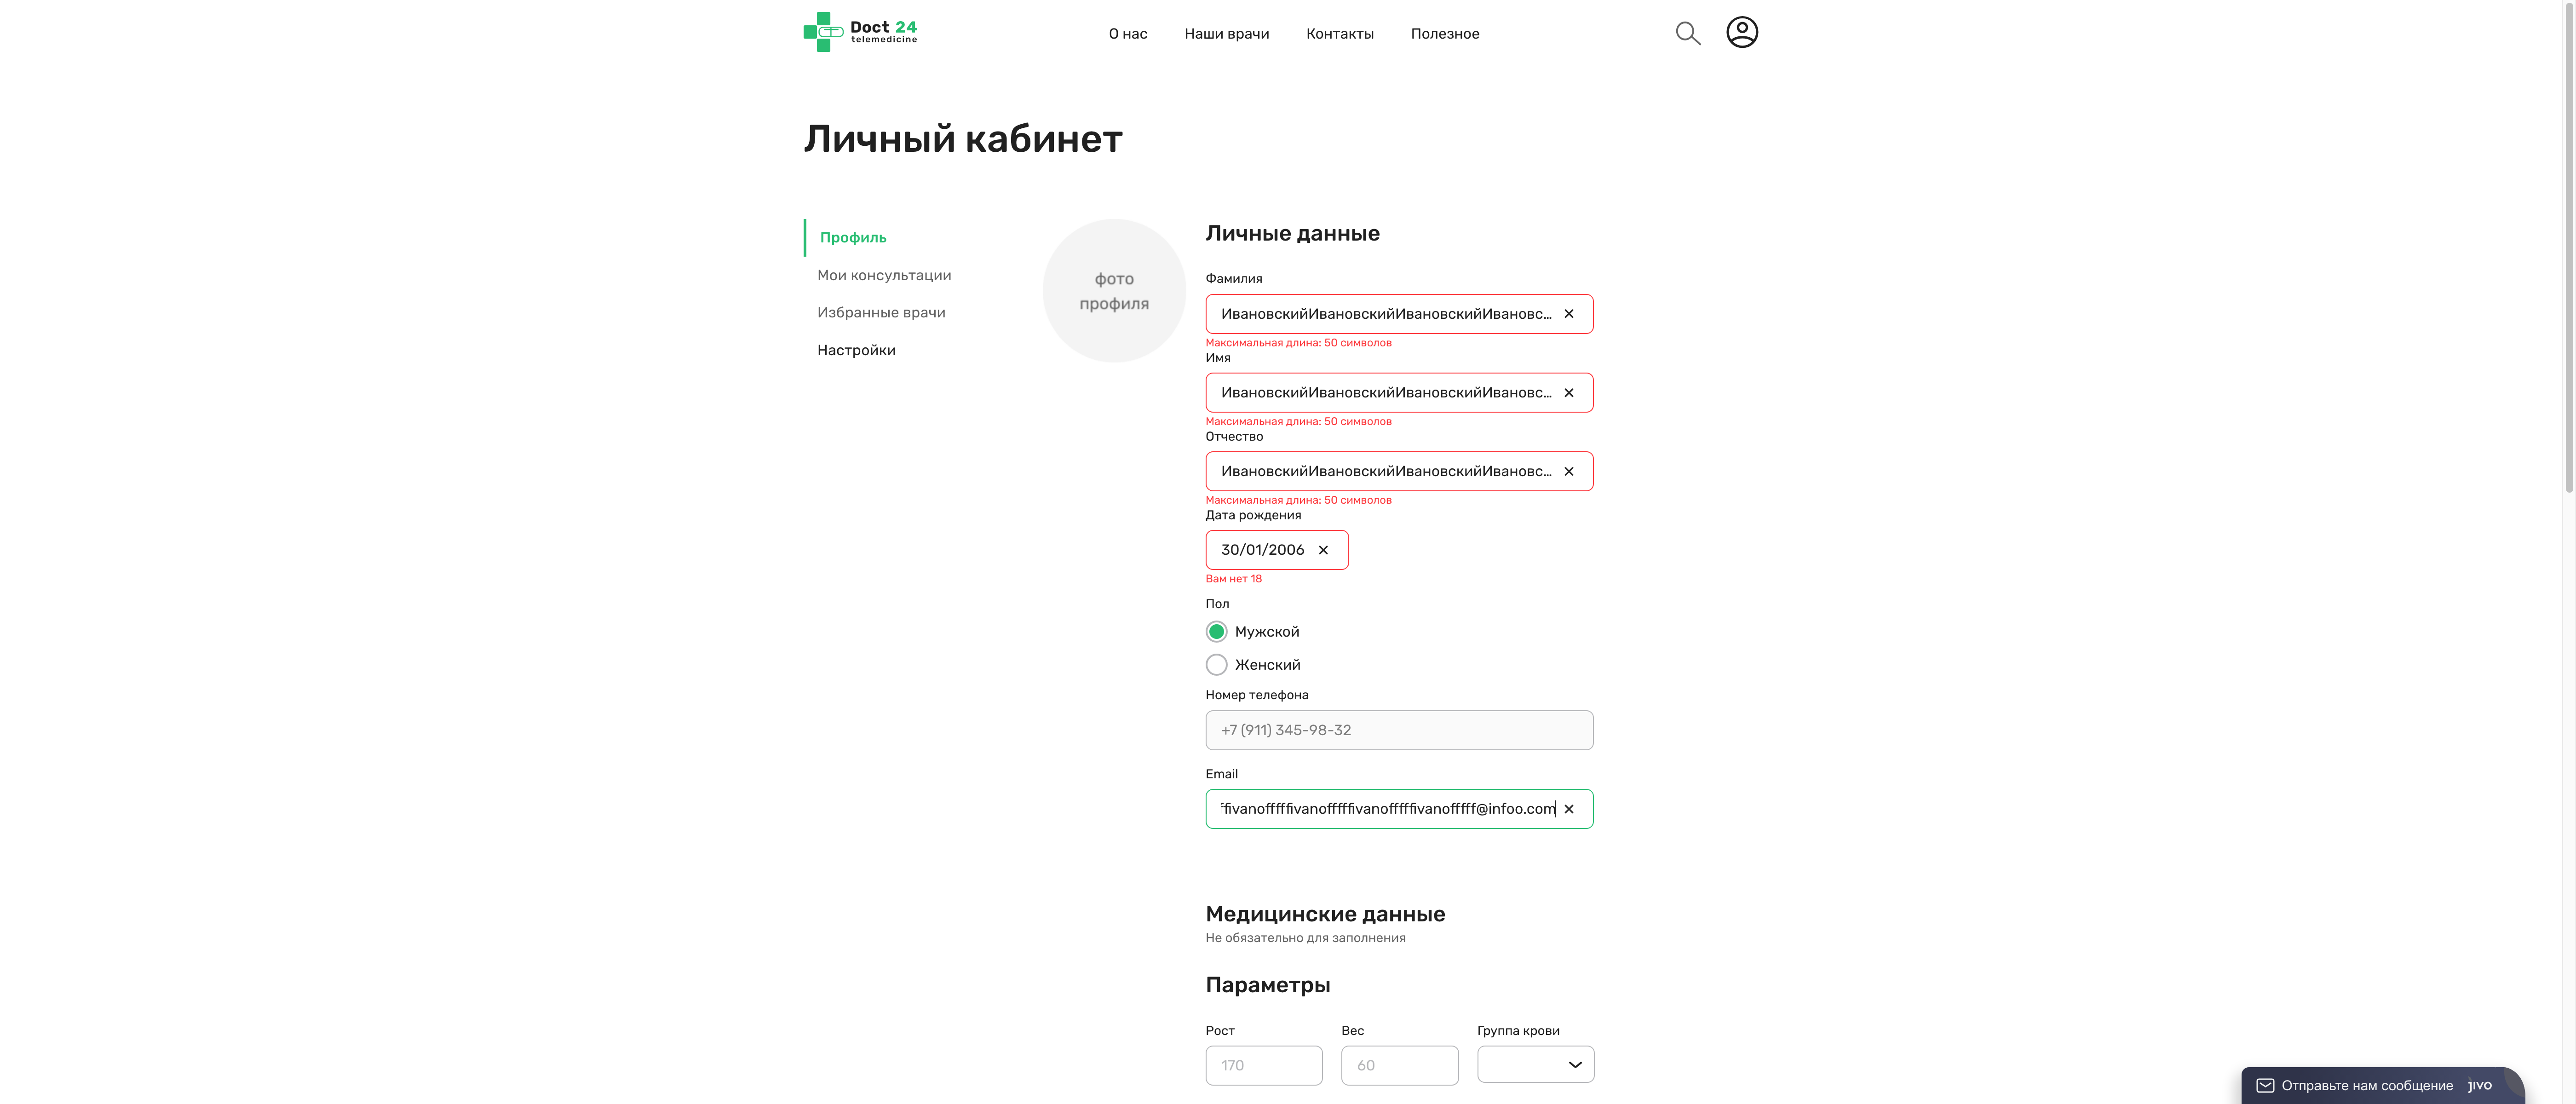 Doct 24
telemedicine
О нас
Наши врачи
Контакты
Полезное
Личный кабинет
Профиль
Мои консультации
Избранные врачи
Настройки
фото
профиля
Личные данные
Фамилия
ИвановскийИвановскийИвановскийИвановс...
Максимальная длина: 50 символов
Имя
ИвановскийИвановскийИвановскийИвановс...
Максимальная длина: 50 символов
Отчество
ИвановскийИвановскийИвановскийИвановс...
Максимальная длина: 50 символов
Дата рождения
30/01/2006
Вам нет 18
Пол
Мужской
Женский
Номер телефона
+7 (911) 345-98-32
Email
ffivanofffffivanofffffivanofffffivanofffff@infoo.com
Медицинские данные
Не обязательно для заполнения
Параметры
Рост
Вес
Группа крови
170
60
Отправьте нам сообщение jivo